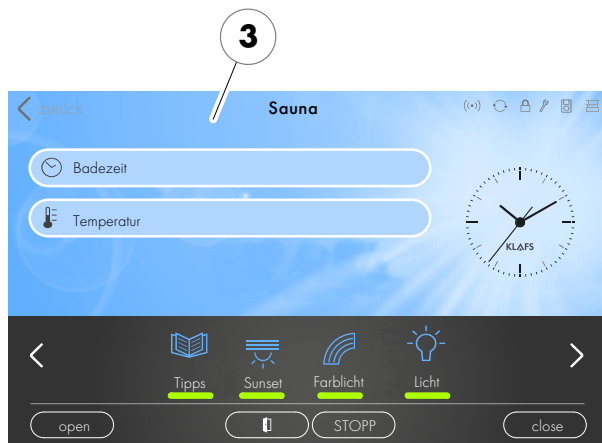 3
zurück Sauna
Badezeit
Temperatur
KLAFS
Tipps Sunset Farblicht Licht
open STOPP close